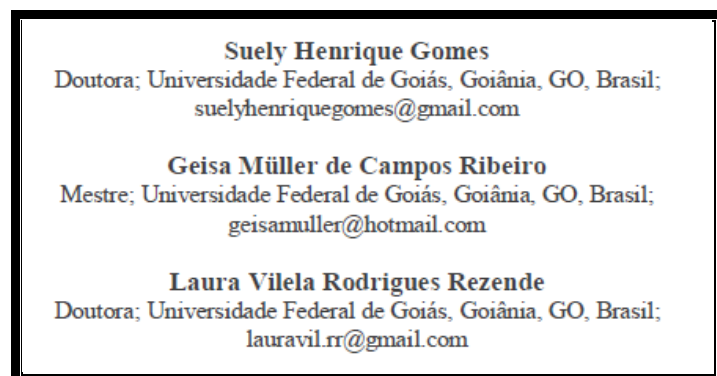 Suely Henrique Gomes
Doutora; Universidade Federal de Goiás, Goiânia, GO, Brasil;
suelyhenriquegomes@gmail.com
Geisa Müller de Campos Ribeiro
Mestre; Universidade Federal de Goiás, Goiânia, GO, Brasil;
geisamuller@hotmail.com
Laura Vilela Rodrigues Rezende
Doutora; Universidade Federal de Goiás, Goiânia, GO, Brasil;
lauravil.rr@gmail.com